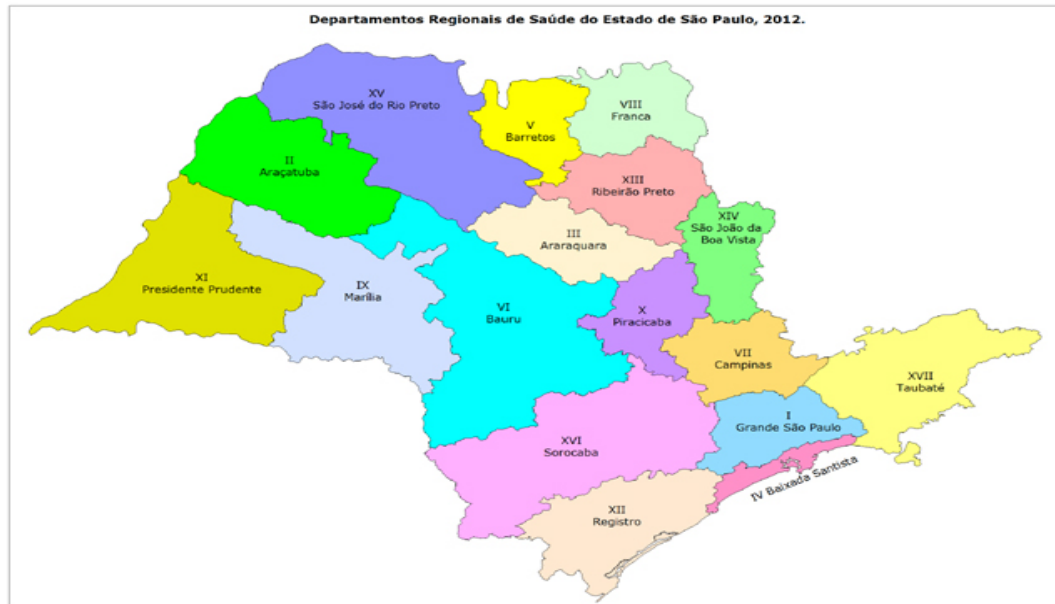 Departamentos Regionais de Saúde do Estado de São Paulo, 2012.
XV
São José do Rio Preto
V
Barretos
VIII
Franca
II
Araçatuba
XIII
Ribeirão Preto
XIV
São João da
Boa Vista
III
Araraquara
XI
Presidente Prudente
IX
Marília
VI
Bauru
X
Piracicaba
VII
Campinas
XVII
Taubaté
I
Grande São Paulo
XVI
Sorocaba
IV Baixada Santista
XII
Registro